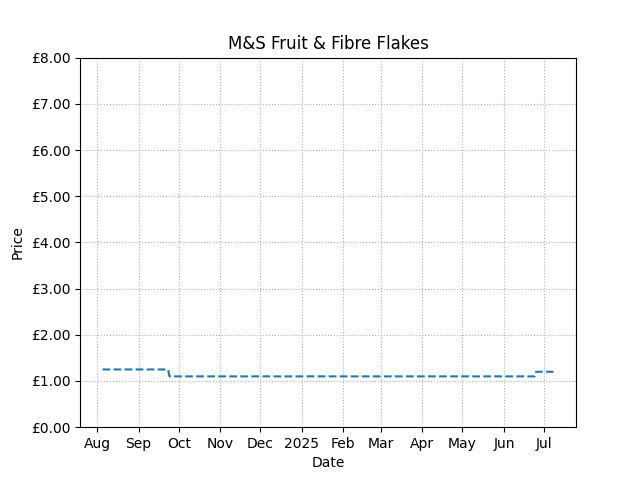 M&S Fruit & Fibre Flakes
£8.00
£7.00
£6.00
£5.00
£4.00
£3.00
£2.00
£1.00
£0.00
Price
Aug Sep Oct Nov Dec 2025 Feb Mar Apr May Jun Jul
Date